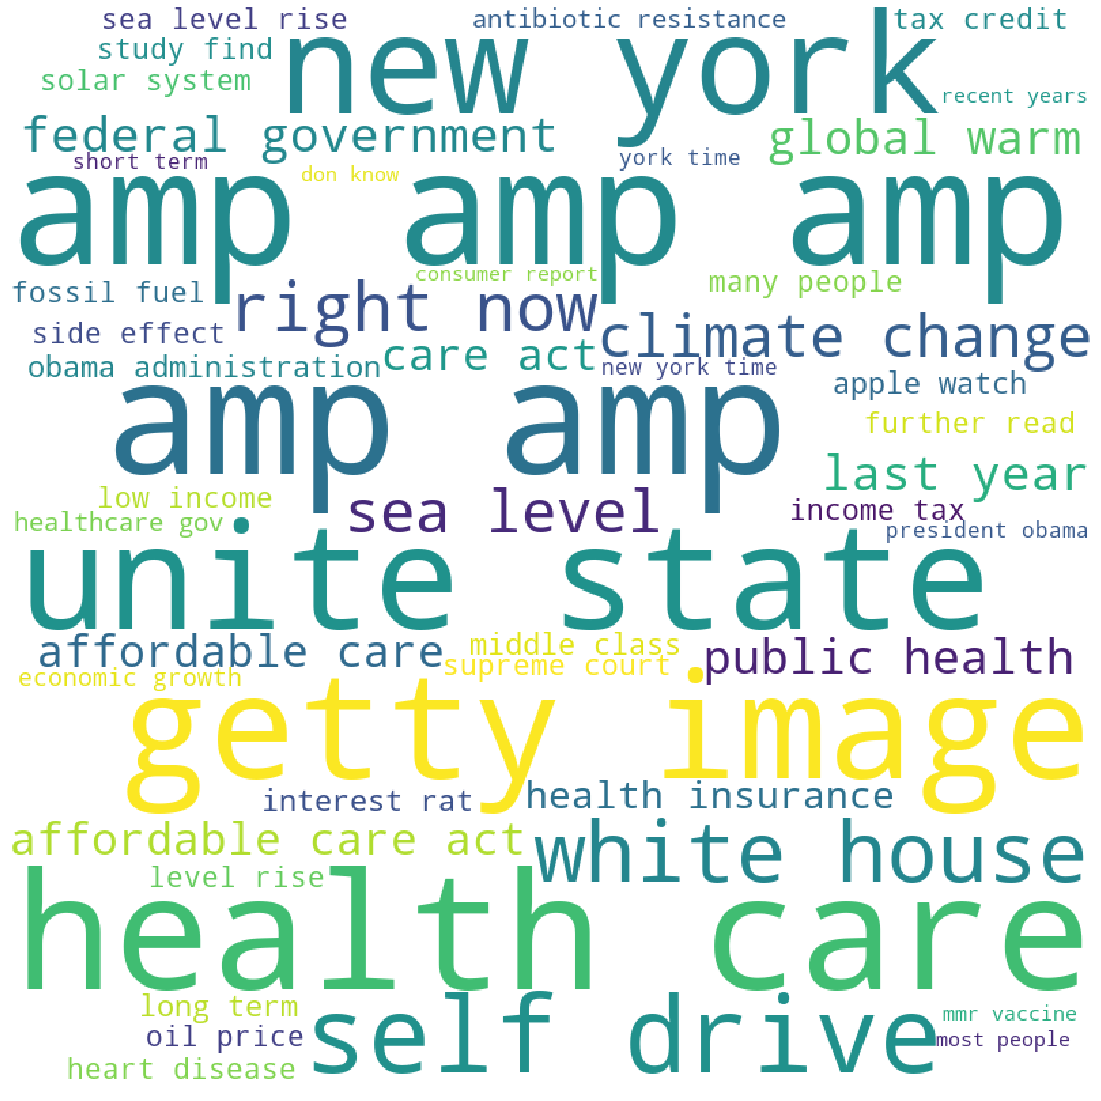 sea level rise
antibiotic resistance
tax credit
study find
new york
solar system
recent years
federal government
global warm
short term
don know
york time
amp amp amp
consumer report
many people
fossil fuel
right now
side effect
climate change
obama administration
care act
new york time
apple watch
amp amp
further read
last year
low income
sea level
income tax
healthcare gov
president obama
unite state
affordable care
middle class
public health
supreme court
economic growth
getty image
interest rat
health insurance
affordable care act
white house
level rise
health care
long term
self drive
mmr vaccine
oil price
most people
heart disease